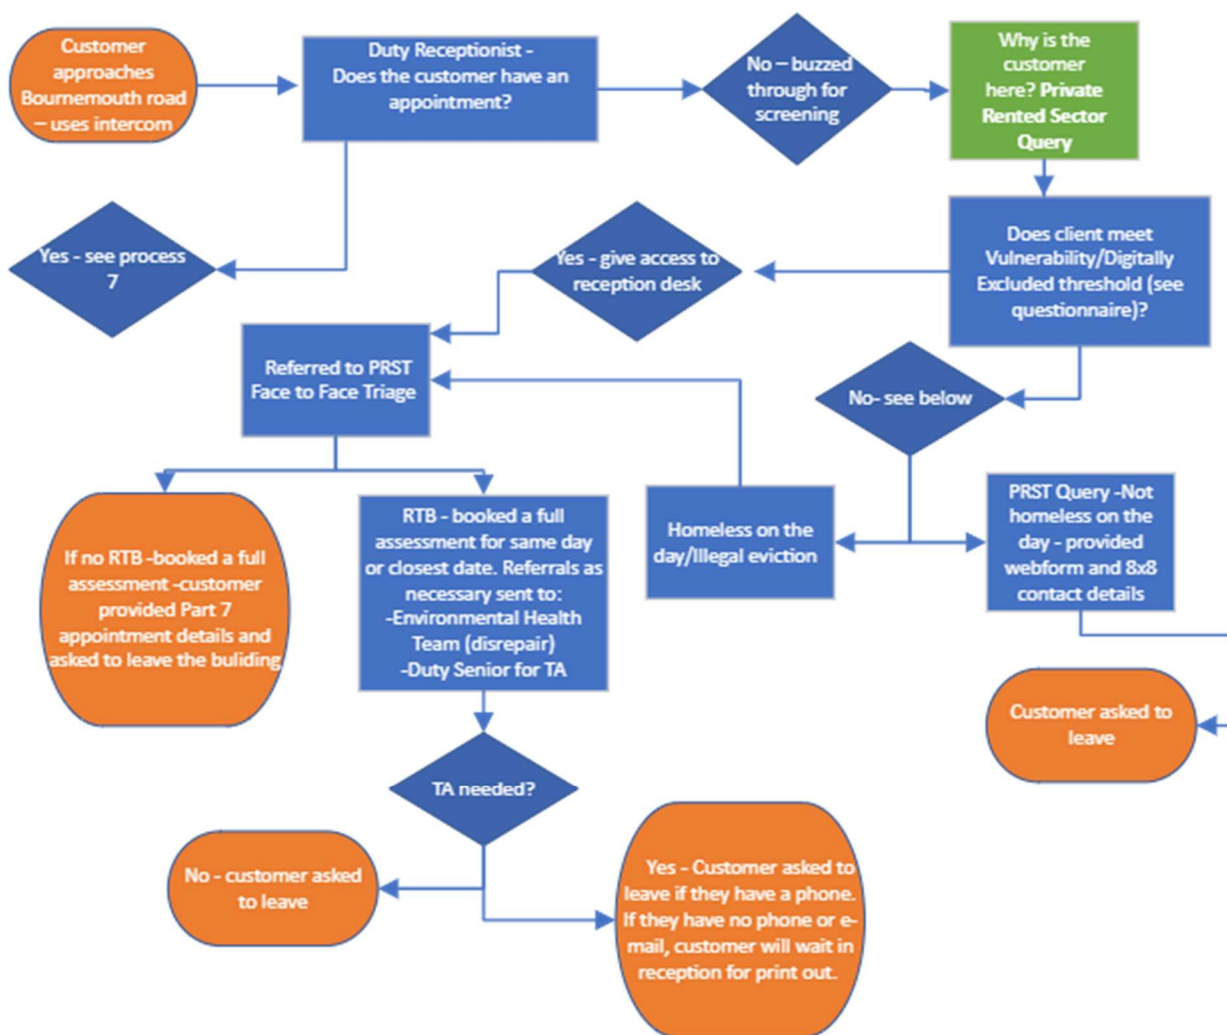 Customer
approaches
Bournemouth road
– uses intercom
Duty Receptionist -
Does the customer have an
appointment?
No – buzzed
through for
screening
Why is the
customer
here? Private
Rented Sector
Query
Yes - see process
7
Yes - give access to
reception desk
Does client meet
Vulnerability/Digitally
Excluded threshold (see
questionnaire)?
Referred to PRST
Face to Face Triage
No- see below
If no RTB -booked a full
assessment -customer
provided Part 7
appointment details and
asked to leave the buliding
RTB - booked a full
assessment for same day
or closest date. Referrals as
necessary sent to:
-Environmental Health
Team (disrepair)
-Duty Senior for TA
Homeless on the
day/Illegal eviction
PRST Query -Not
homeless on the
day - provided
webform and 8x8
contact details
Customer asked to
leave
TA needed?
No - customer asked
to leave
Yes - Customer asked to
leave if they have a phone.
If they have no phone or e-
mail, customer will wait in
reception for print out.